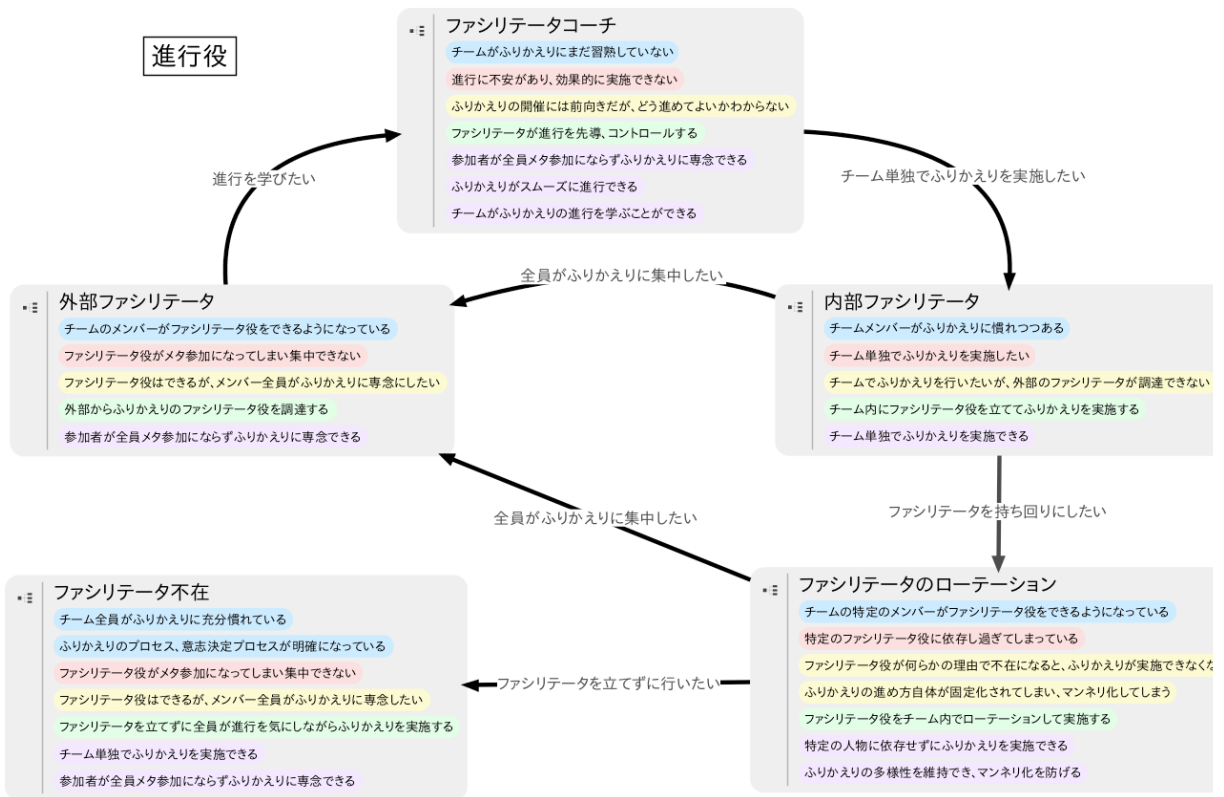 進行役
ファシリテータコーチ
チームがふりかえりにまだ習熟していない
進行に不安があり、効果的に実施できない
ふりかえりの開催には前向きだが、どう進めてよいかわからない
ファシリテータが進行を先導、コントロールする
参加者が全員メタ参加にならずふりかえりに専念できる
ふりかえりがスムーズに進行できる
チームがふりかえりの進行を学ぶことができる
進行を学びたい
チーム単独でふりかえりを実施したい
全員がふりかえりに集中したい
外部ファシリテータ
チームのメンバーがファシリテータ役をできるようになっている
ファシリテータ役がメタ参加になってしまい集中できない
ファシリテータ役はできるが、メンバー全員がふりかえりに専念にしたい
外部からふりかえりのファシリテータ役を調達する
参加者が全員メタ参加にならずふりかえりに専念できる
内部ファシリテータ
チームメンバーがふりかえりに慣れつつある
チーム単独でふりかえりを実施したい
チームでふりかえりを行いたいが、外部のファシリテータが調達できない
チーム内にファシリテータ役を立ててふりかえりを実施する
チーム単独でふりかえりを実施できる
全員がふりかえりに集中したい
ファシリテータを持ち回りにしたい
ファシリテータ不在
チーム全員がふりかえりに充分慣れている
ふりかえりのプロセス、意志決定プロセスが明確になっている
ファシリテータ役がメタ参加になってしまい集中できない
ファシリテータ役はできるが、メンバー全員がふりかえりに専念したい
ファシリテータを立てずに全員が進行を気にしながらふりかえりを実施する
チーム単独でふりかえりを実施できる
参加者が全員メタ参加にならずふりかえりに専念できる
ファシリテータを立てずに行いたい
ファシリテータのローテーション
チームの特定のメンバーがファシリテータ役をできるようになっている
特定のファシリテータ役に依存し過ぎてしまっている
ファシリテータ役が何らかの理由で不在になると、ふりかえりが実施できなくな
ふりかえりの進め方自体が固定化されてしまい、マンネリ化してしまう
ファシリテータ役をチーム内でローテーションして実施する
特定の人物に依存せずにふりかえりを実施できる
ふりかえりの多様性を維持でき、マンネリ化を防げる